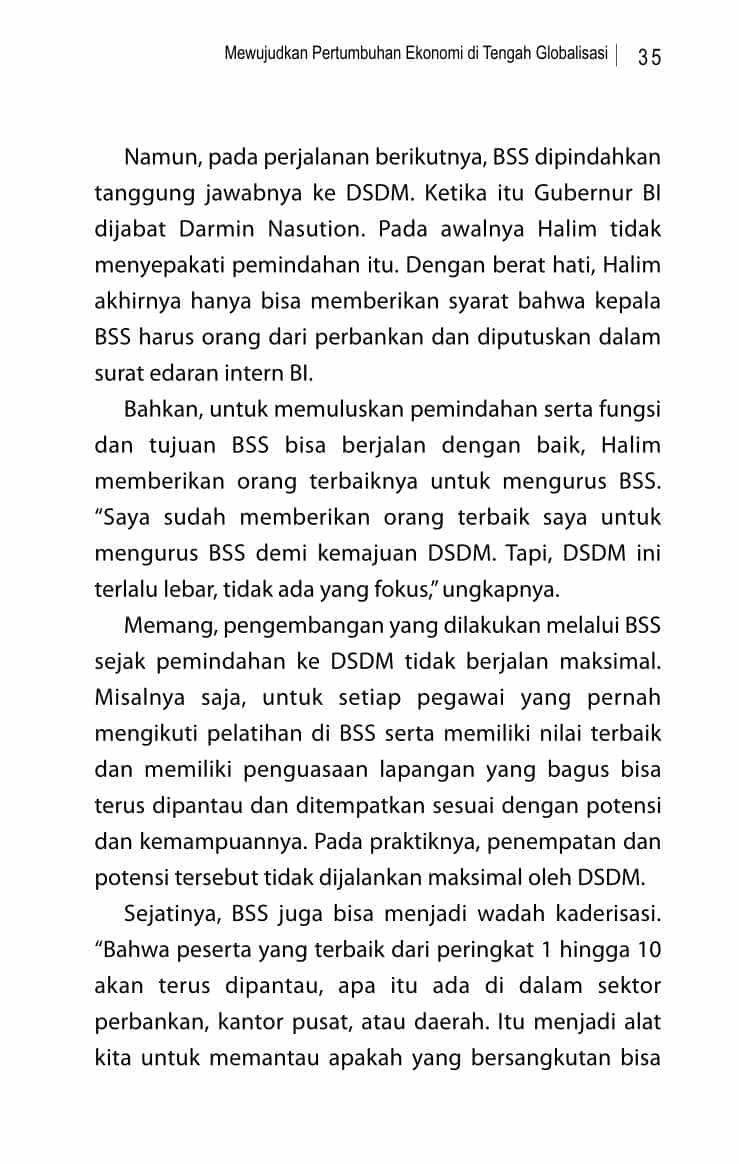 Mewujudkan Pertumbuhan Ekonomi di Tengah Globalisasi | 35
Namun, pada perjalanan berikutnya, BSS dipindahkan
tanggung jawabnya ke DSDM. Ketika itu Gubernur BI
dijabat Darmin Nasution. Pada awalnya Halim tidak
menyepakati pemindahan itu. Dengan berat hati, Halim
akhirnya hanya bisa memberikan syarat bahwa kepala
BSS harus orang dari perbankan dan diputuskan dalam
surat edaran intern BI.
Bahkan, untuk memuluskan pemindahan serta fungsi
dan tujuan BSS bisa berjalan dengan baik, Halim
memberikan orang terbaiknya untuk mengurus BSS.
“Saya sudah memberikan orang terbaik saya untuk
mengurus BSS demi kemajuan DSDM. Tapi, DSDM ini
terlalu lebar, tidak ada yang fokus,” ungkapnya.
Memang, pengembangan yang dilakukan melalui BSS
sejak pemindahan ke DSDM tidak berjalan maksimal.
Misalnya saja, untuk setiap pegawai yang pernah
mengikuti pelatihan di BSS serta memiliki nilai terbaik
dan memiliki penguasaan lapangan yang bagus bisa
terus dipantau dan ditempatkan sesuai dengan potensi
dan kemampuannya. Pada praktiknya, penempatan dan
potensi tersebut tidak dijalankan maksimal oleh DSDM.
Sejatinya, BSS juga bisa menjadi wadah kaderisasi.
“Bahwa peserta yang terbaik dari peringkat 1 hingga 10
akan terus dipantau, apa itu ada di dalam sektor
perbankan, kantor pusat, atau daerah. Itu menjadi alat
kita untuk memantau apakah yang bersangkutan bisa